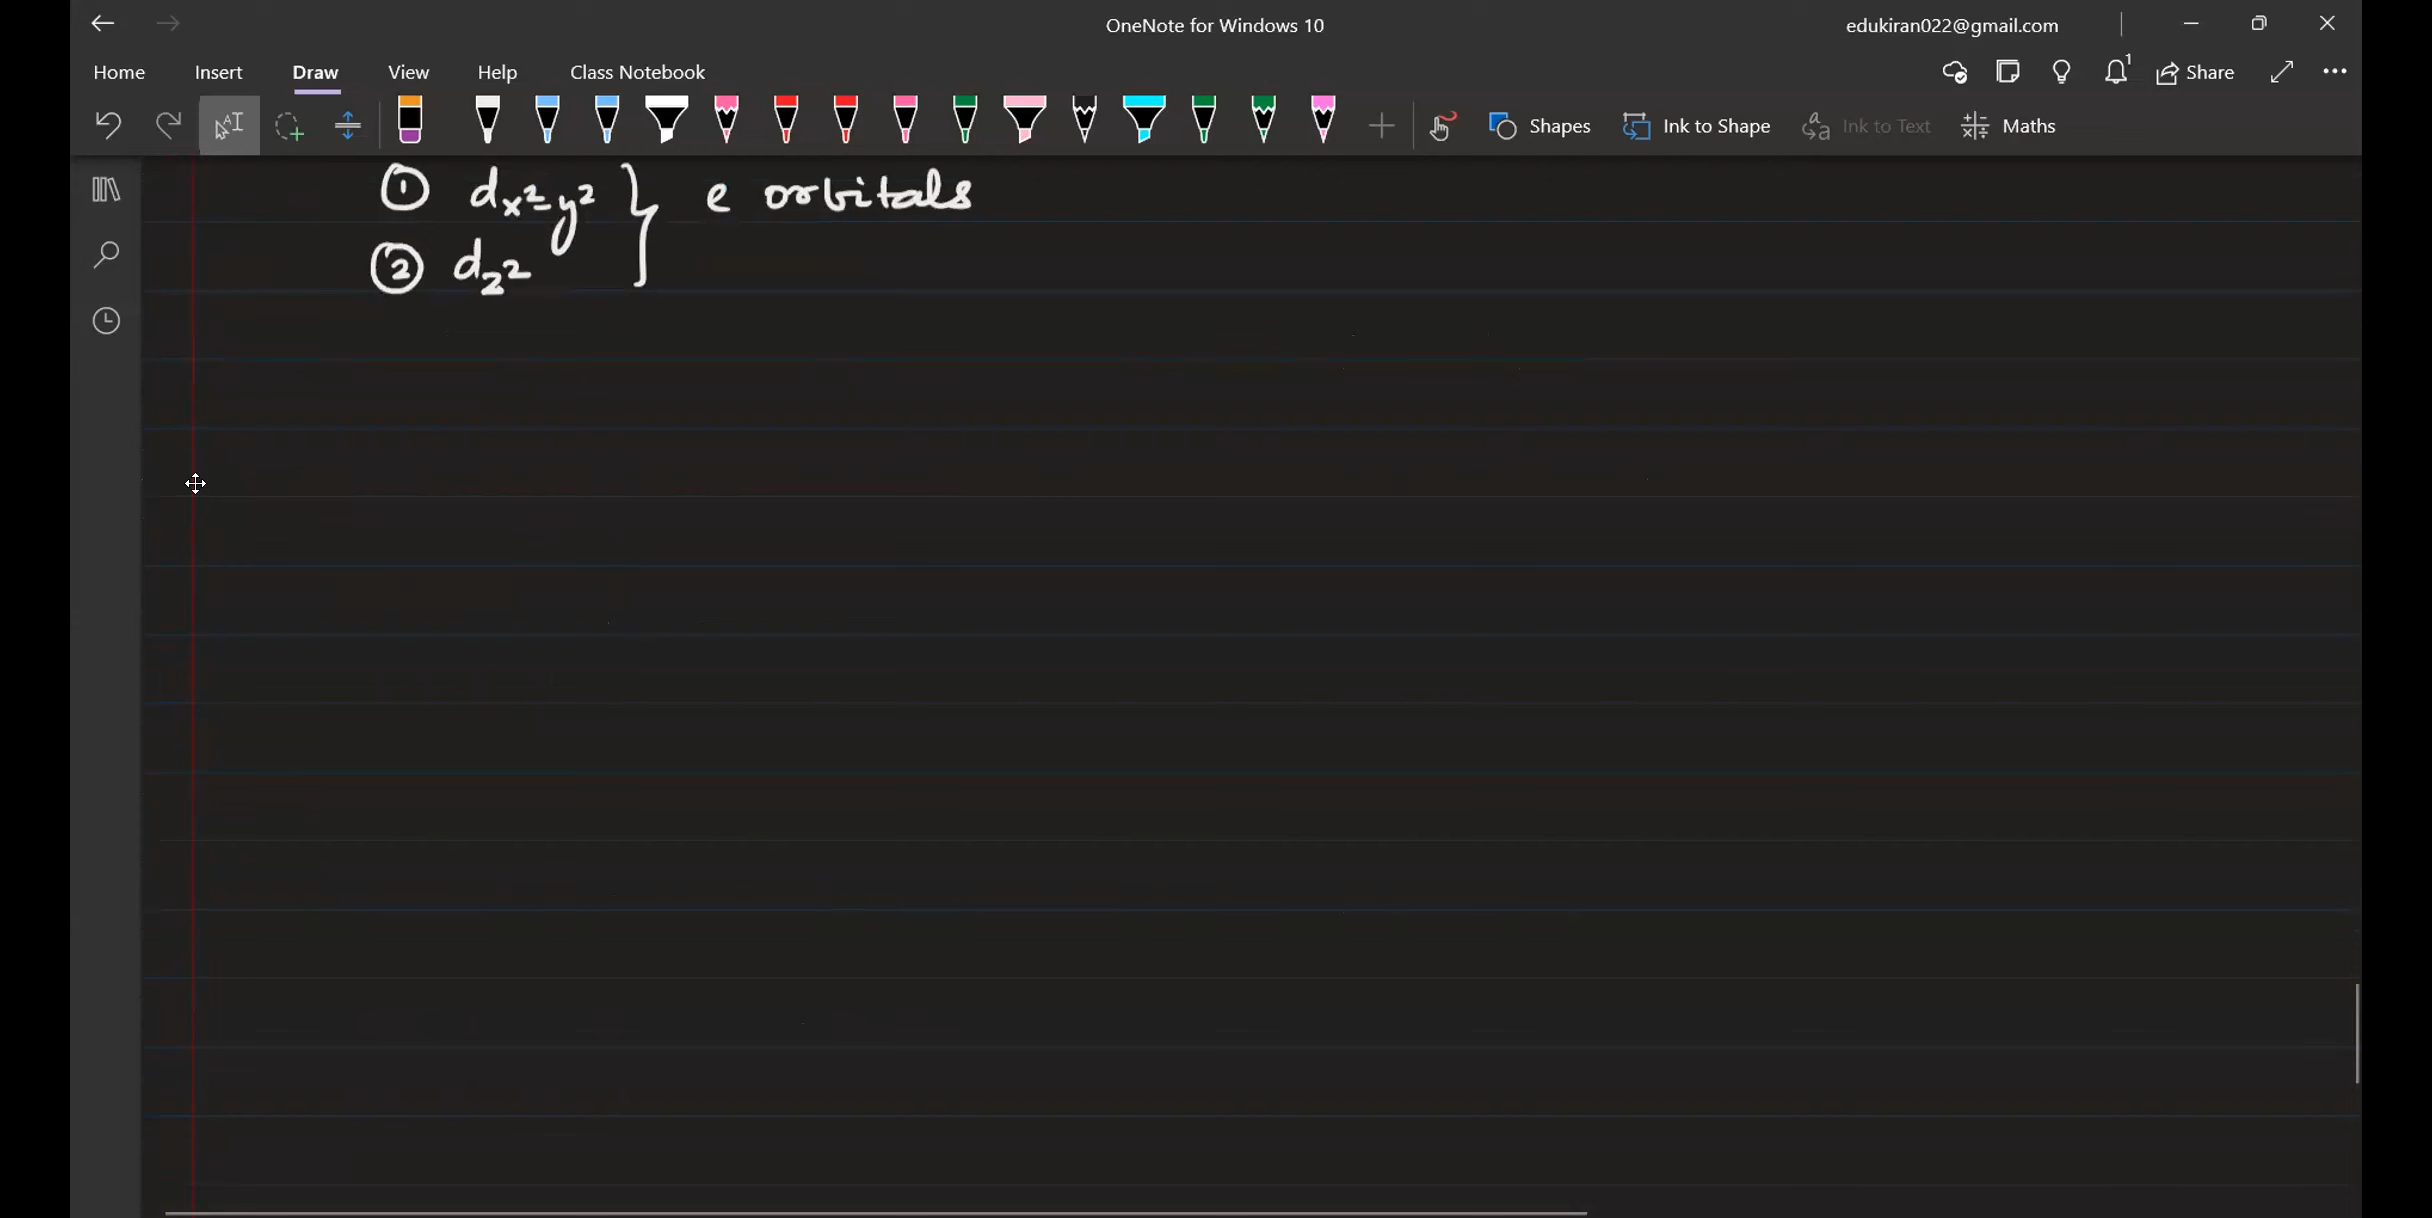 OneNote for Windows 10
edukiran022@gmail.com
Home Insert Draw View Help Class Notebook
1 Share
Shapes Ink to Shape Ink to Text Maths
① dx²-y² } e orbitals
② dz²